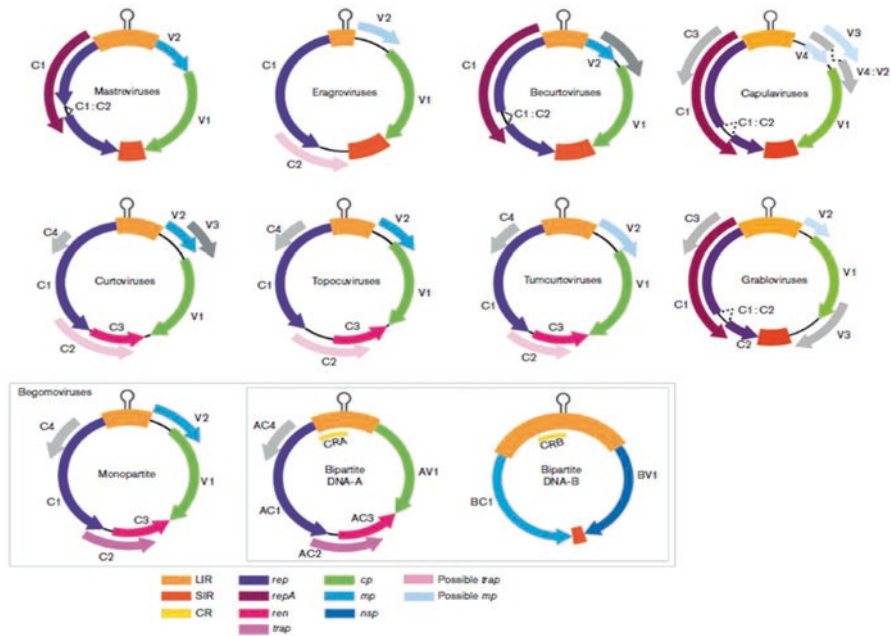 V2
C1
Mastreviruses
C1:C2
V1
V2
C1
Eragroviruses
V1
C2
C1
V2
Becurtoviruses
C1:C2
V1
C3
V3
V4
V4:V2
Capulaviruses
C1
C1:C2
V1
C4
V2
V3
Curtoviruses
C1
V1
C3
C2
C4
V2
Topocuviruses
C1
V1
C3
C2
C4
V2
Turncurtoviruses
C1
V1
C3
C2
C3
V2
V1
Grabloviruses
C1
C1:C2
C2
V3
Begomoviruses
C4
V2
Monopartite
V1
C1
C3
C2
AC4
CRA
Bipartite
DNA-A
AV1
AC1
AC3
AC2
CRB
Bipartite
DNA-B
BC1
BV1
LIR
rep
cp
Possible trap
SIR
repA
mp
Possible mp
CR
ren
nsp
trap